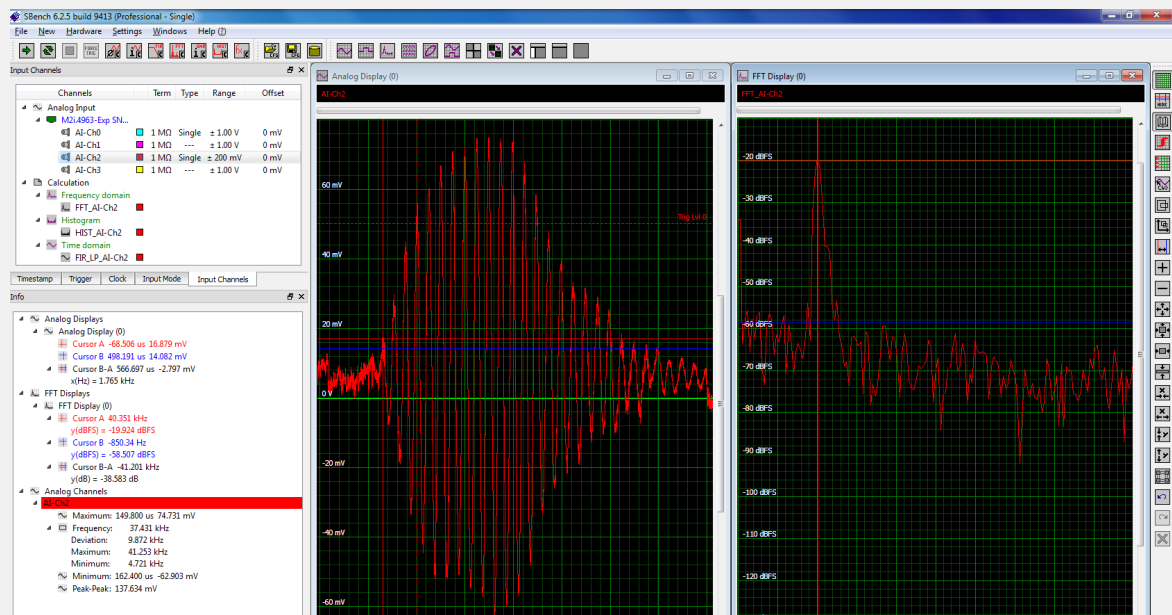 SBench 6.2.5 build 9413 (Professional - Single)
File New Hardware Settings Windows Help (?)
Input Channels
Channels Term Type Range Offset
Analog Input
M2i.4963-Exp SN...
AI-Ch0 1 MΩ Single ± 1.00 V 0 mV
AI-Ch1 1 MΩ --- ± 1.00 V 0 mV
AI-Ch2 1 MΩ Single ± 200 mV 0 mV
AI-Ch3 1 MΩ --- ± 1.00 V 0 mV
Calculation
Frequency domain
FFT_AI-Ch2
Histogram
HIST_AI-Ch2
Time domain
FIR_LP_AI-Ch2
Timestamp Trigger Clock Input Mode Input Channels
Info
Analog Displays
Analog Display (0)
Cursor A -68.506 us 16.879 mV
Cursor B 498.191 us 14.082 mV
Cursor B-A 566.697 us -2.797 mV
x(Hz) = 1.765 kHz
FFT Displays
FFT Display (0)
Cursor A 40.351 kHz
y(dBFS) = -19.924 dBFS
Cursor B -850.34 Hz
y(dBFS) = -58.507 dBFS
Cursor B-A -41.201 kHz
y(dB) = -38.583 dB
Analog Channels
AI-Ch2
Maximum: 149.800 us 74.731 mV
Frequency: 37.431 kHz
Deviation: 9.872 kHz
Maximum: 41.253 kHz
Minimum: 4.721 kHz
Minimum: 162.400 us -62.903 mV
Peak-Peak: 137.634 mV
Analog Display (0)
AI-Ch2
60 mV
Trig Lvl 0
40 mV
20 mV
0 V
-20 mV
-40 mV
-60 mV
FFT Display (0)
FFT_AI-Ch2
-20 dBFS
-30 dBFS
-40 dBFS
-50 dBFS
-60 dBFS
-70 dBFS
-80 dBFS
-90 dBFS
-100 dBFS
-110 dBFS
-120 dBFS